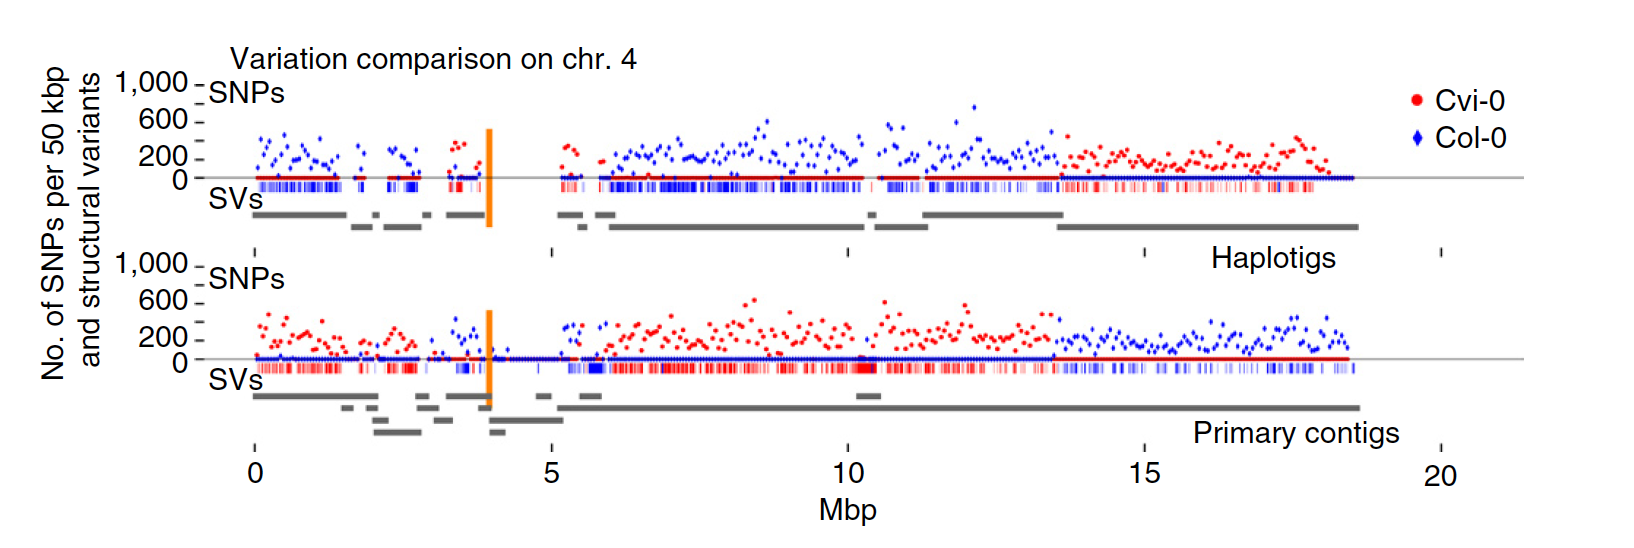 Variation comparison on chr. 4
No. of SNPs per 50 kbp
and structural variants
1,000
600
200
0
SNPs
SVs
Cvi-0
Col-0
Haplotigs
1,000
600
200
0
SNPs
SVs
Primary contigs
0 5 10 15 20
Mbp